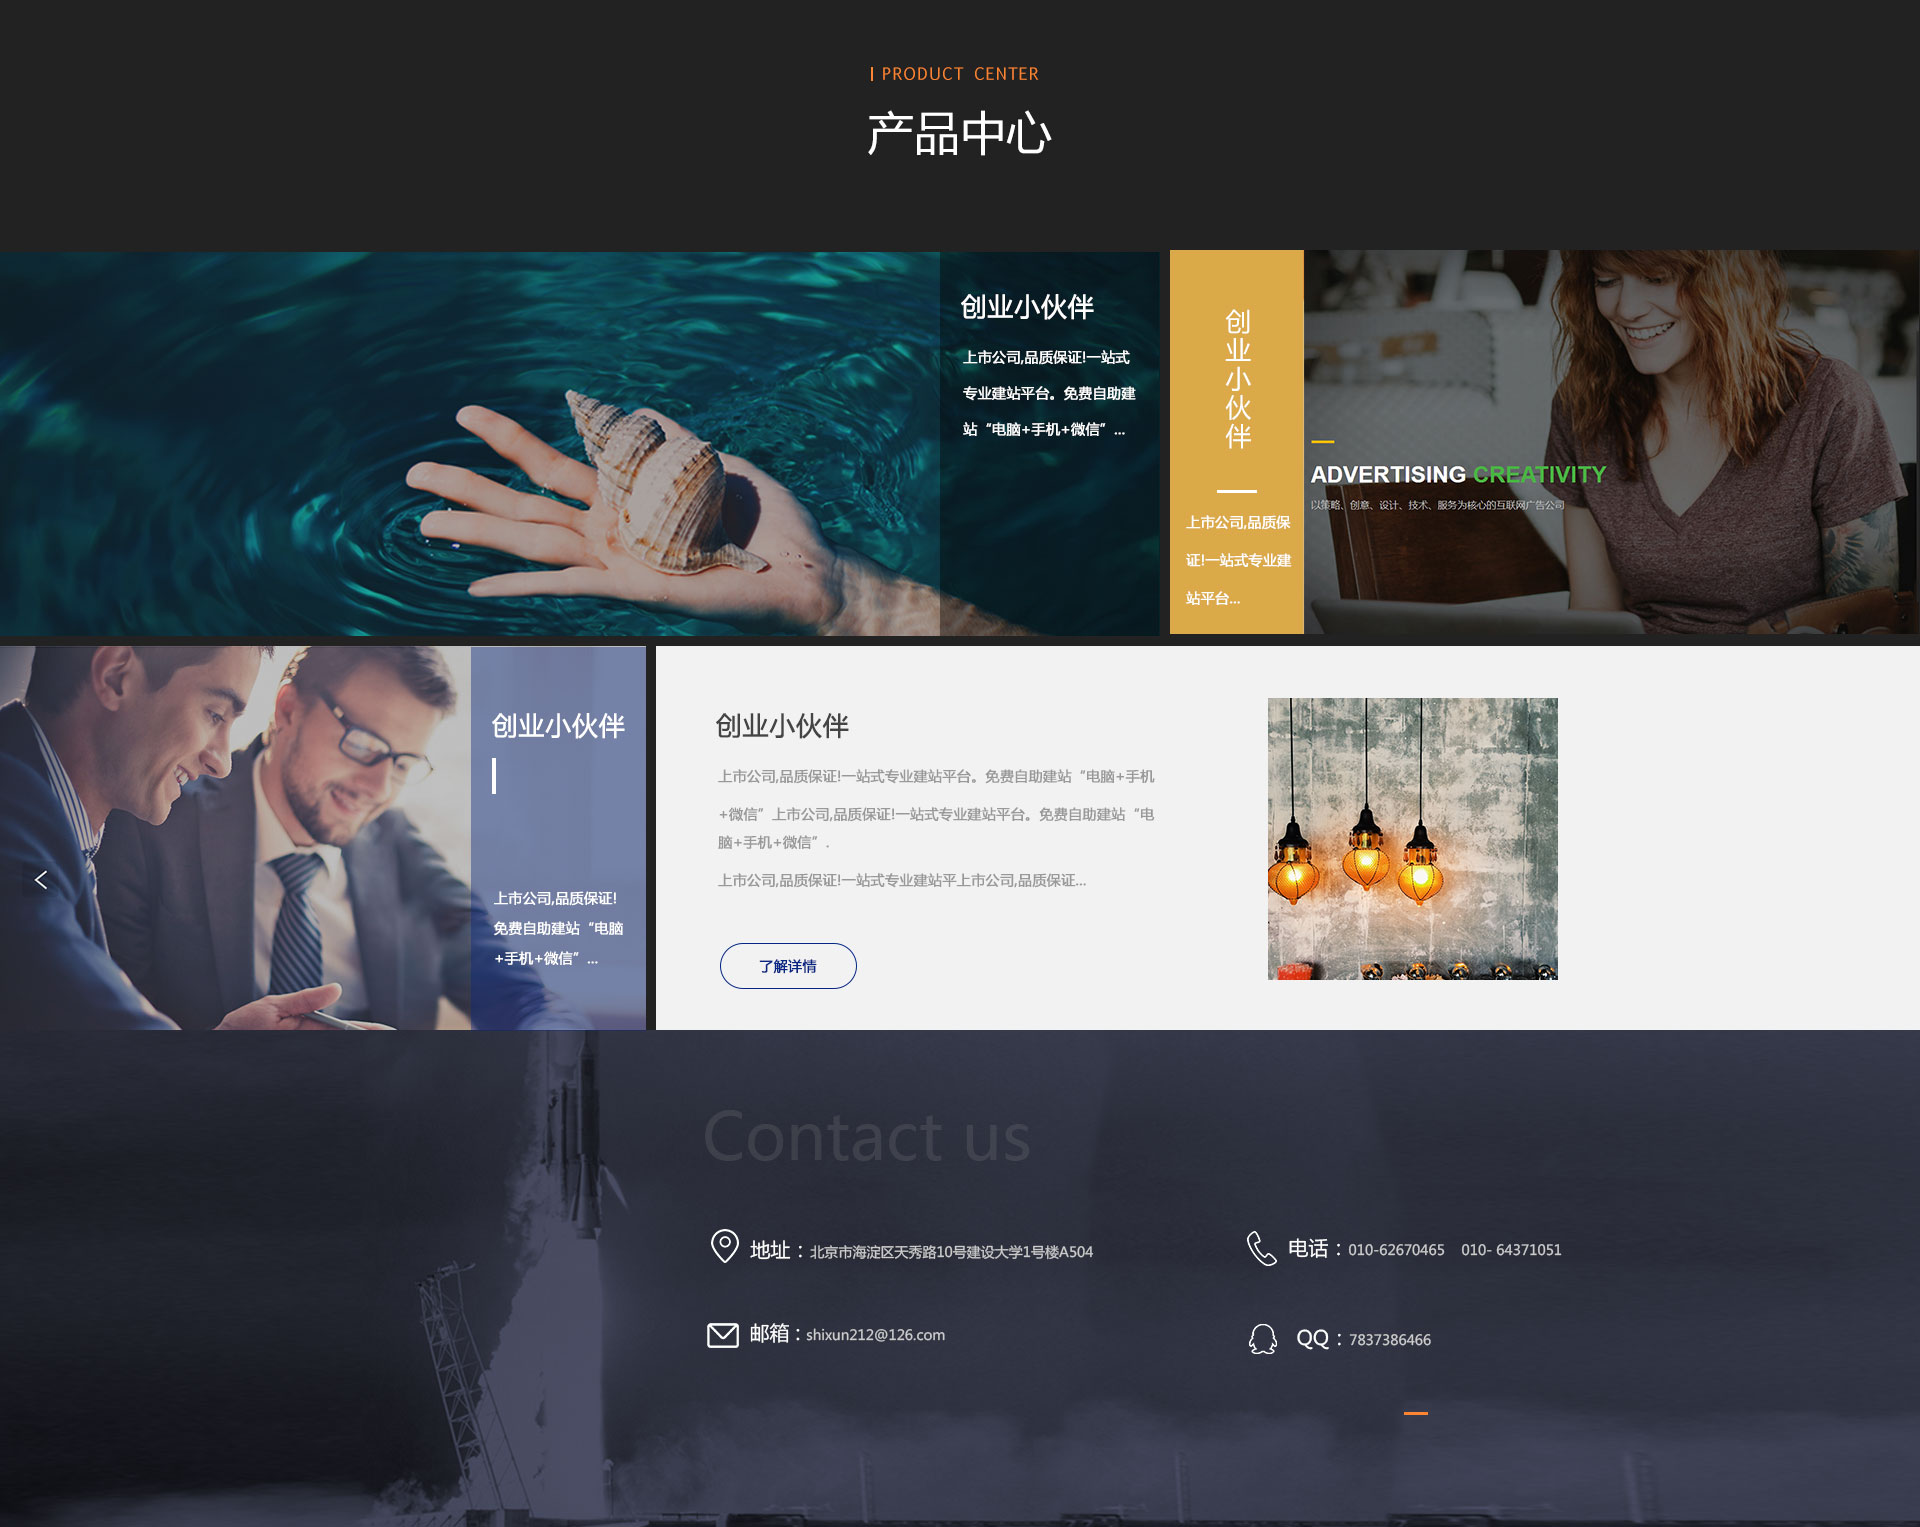 PRODUCT CENTER
产品中心
创业小伙伴
上市公司,品质保证!一站式
专业建站平台。免费自助建
站“电脑+手机+微信”...
创业小伙伴
上市公司,品质保
证!一站式专业建
站平台...
ADVERTISING CREATIVITY
以策略、创意、设计、技术、服务为核心的互联网广告公司
创业小伙伴
上市公司,品质保证!
免费自助建站“电脑
+手机+微信”...
创业小伙伴
上市公司,品质保证!一站式专业建站平台。免费自助建站“电脑+手机
+微信”上市公司,品质保证!一站式专业建站平台。免费自助建站“电
脑+手机+微信”.
上市公司,品质保证!一站式专业建站平上市公司,品质保证...
了解详情
Contact us
地址：北京市海淀区天秀路10号建设大学1号楼A504
电话：010-62670465 010- 64371051
邮箱：shixun212@126.com
QQ：7837386466